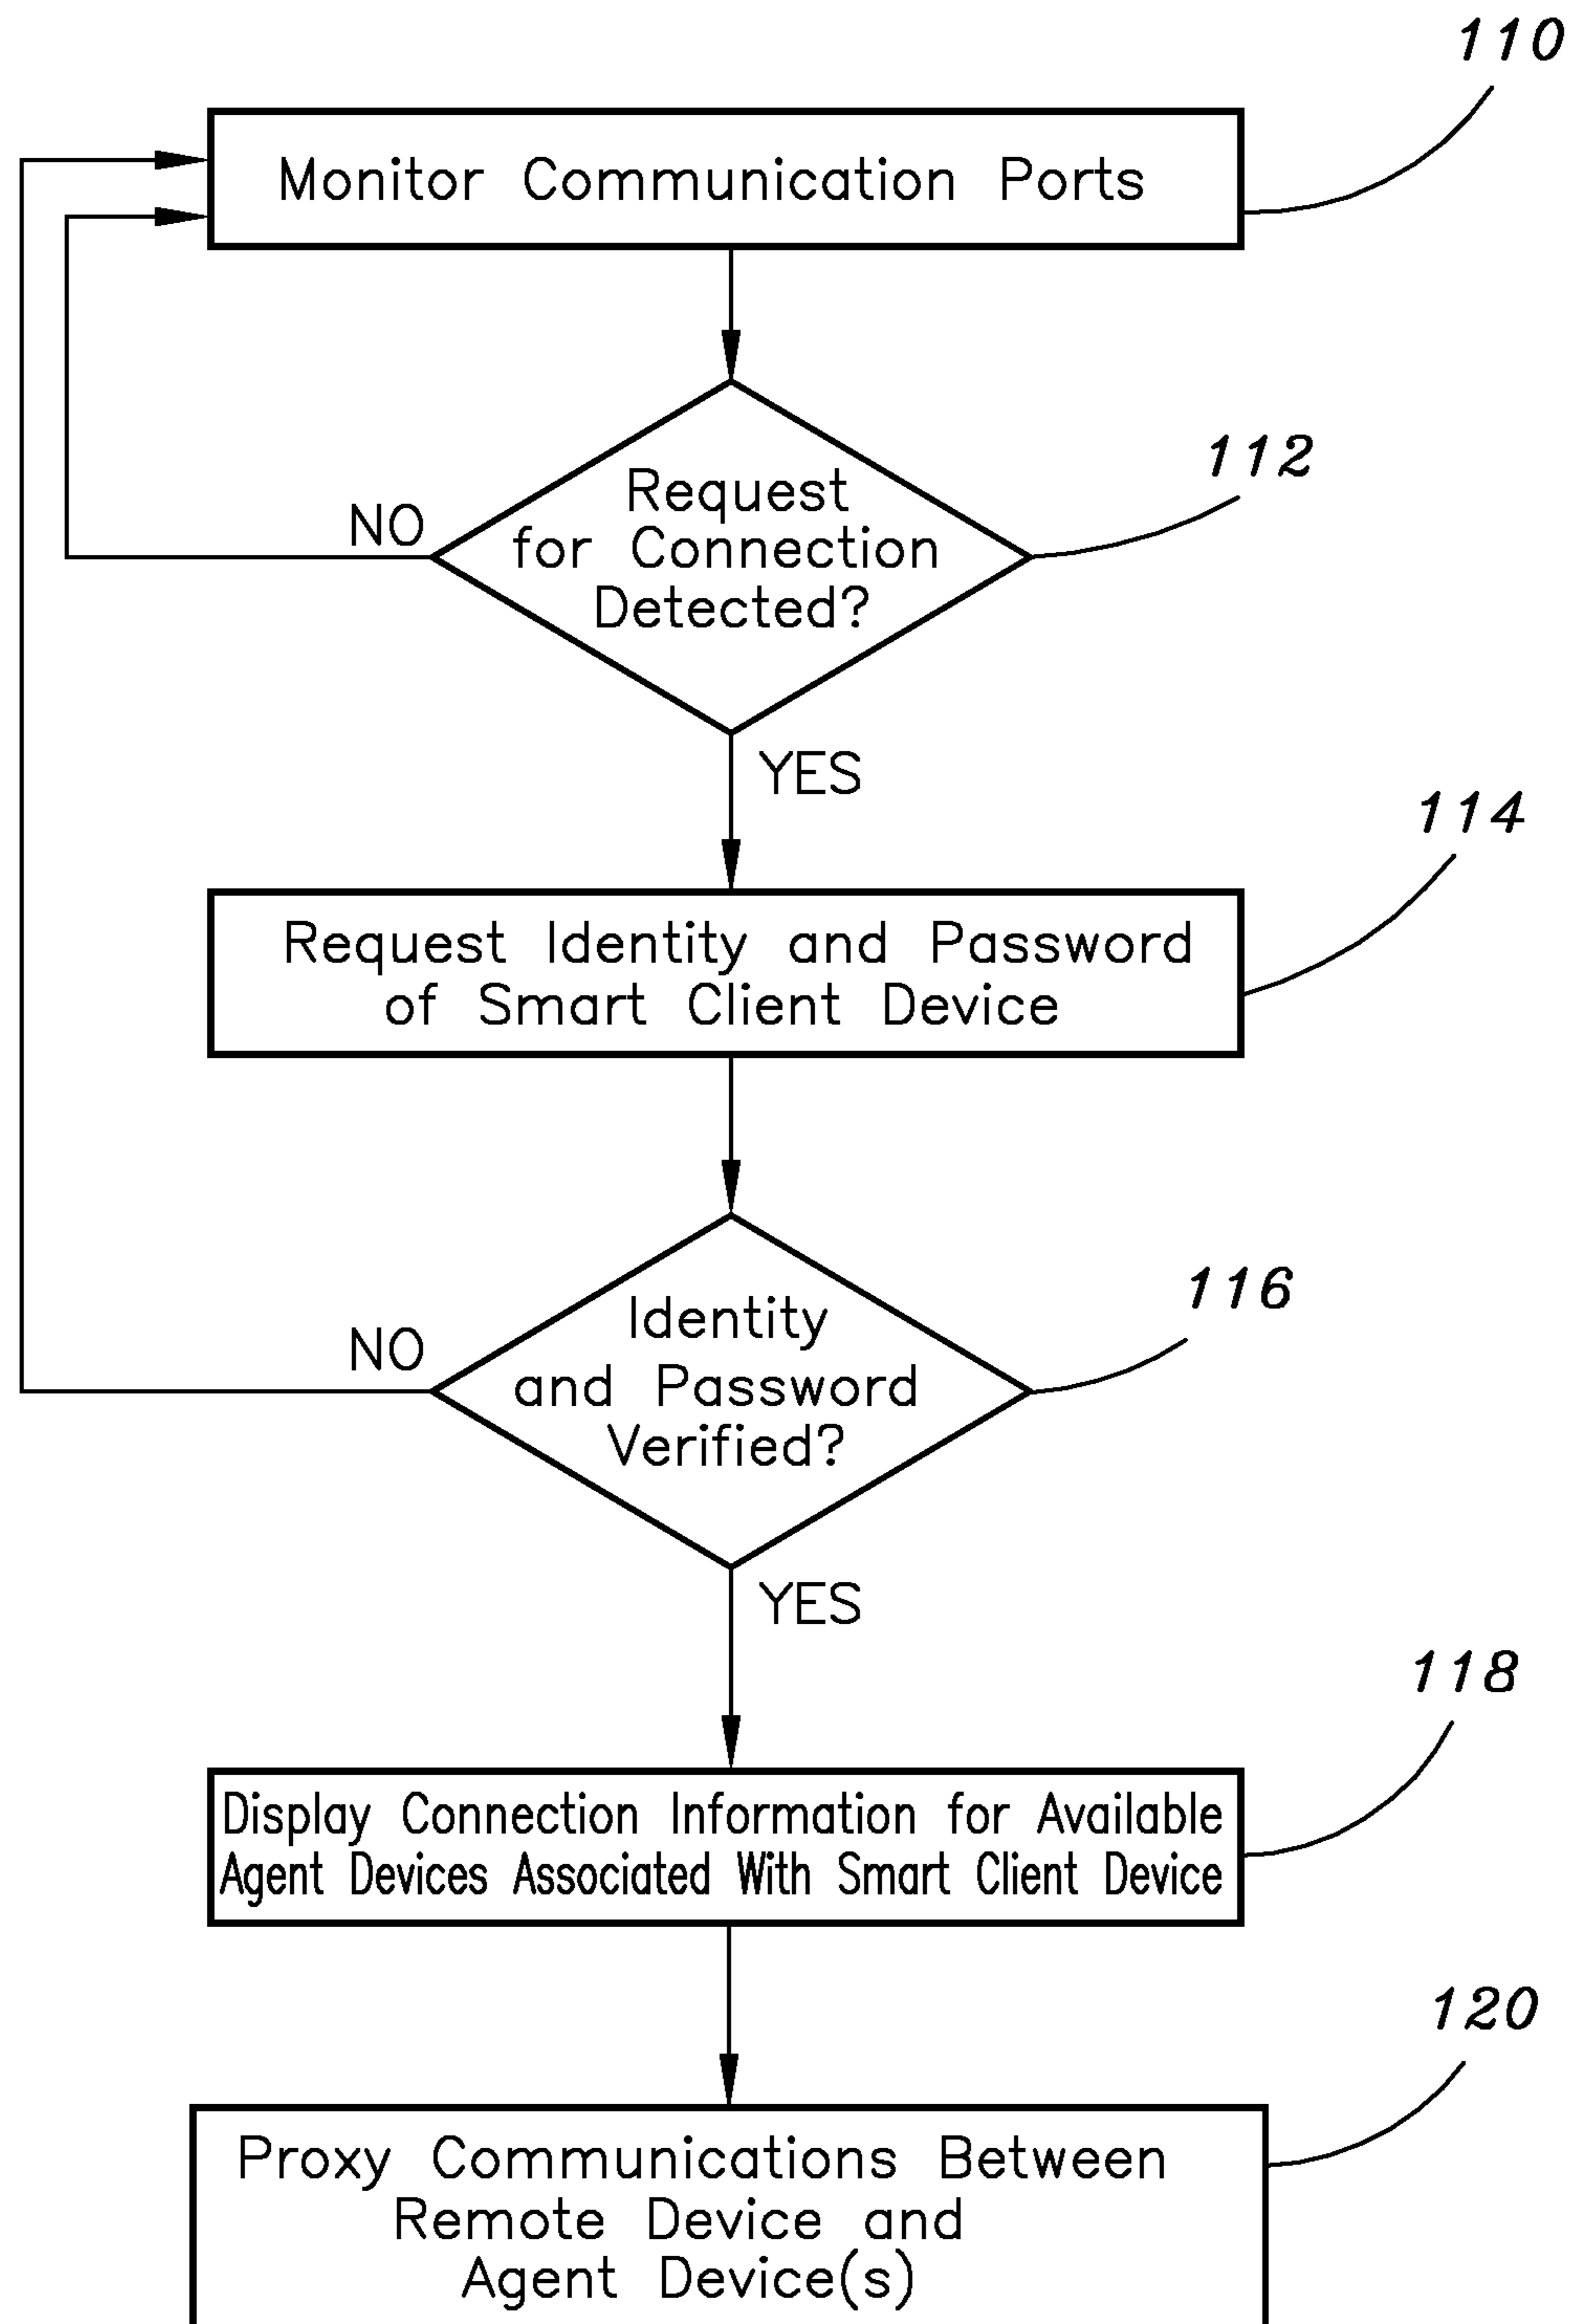 110
Monitor Communication Ports
112
Request
for Connection
Detected?
NO
YES
114
Request Identity and Password
of Smart Client Device
116
Identity
and Password
Verified?
NO
YES
118
Display Connection Information for Available
Agent Devices Associated With Smart Client Device
120
Proxy Communications Between
Remote Device and
Agent Device(s)